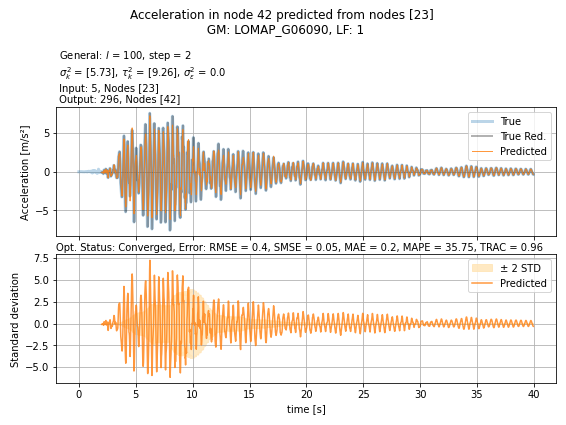 Acceleration in node 42 predicted from nodes [23]
GM: LOMAP_G06090, LF: 1
General: l = 100, step = 2
σ²ₖ = [5.73], τ²ₖ = [9.26], σ²ₑ = 0.0
Input: 5, Nodes [23]
Output: 296, Nodes [42]
Acceleration [m/s²]
5
0
−5
True
True Red.
Predicted
Opt. Status: Converged, Error: RMSE = 0.4, SMSE = 0.05, MAE = 0.2, MAPE = 35.75, TRAC = 0.96
Standard deviation
7.5
5.0
2.5
0.0
−2.5
−5.0
± 2 STD
Predicted
0 5 10 15 20 25 30 35 40
time [s]